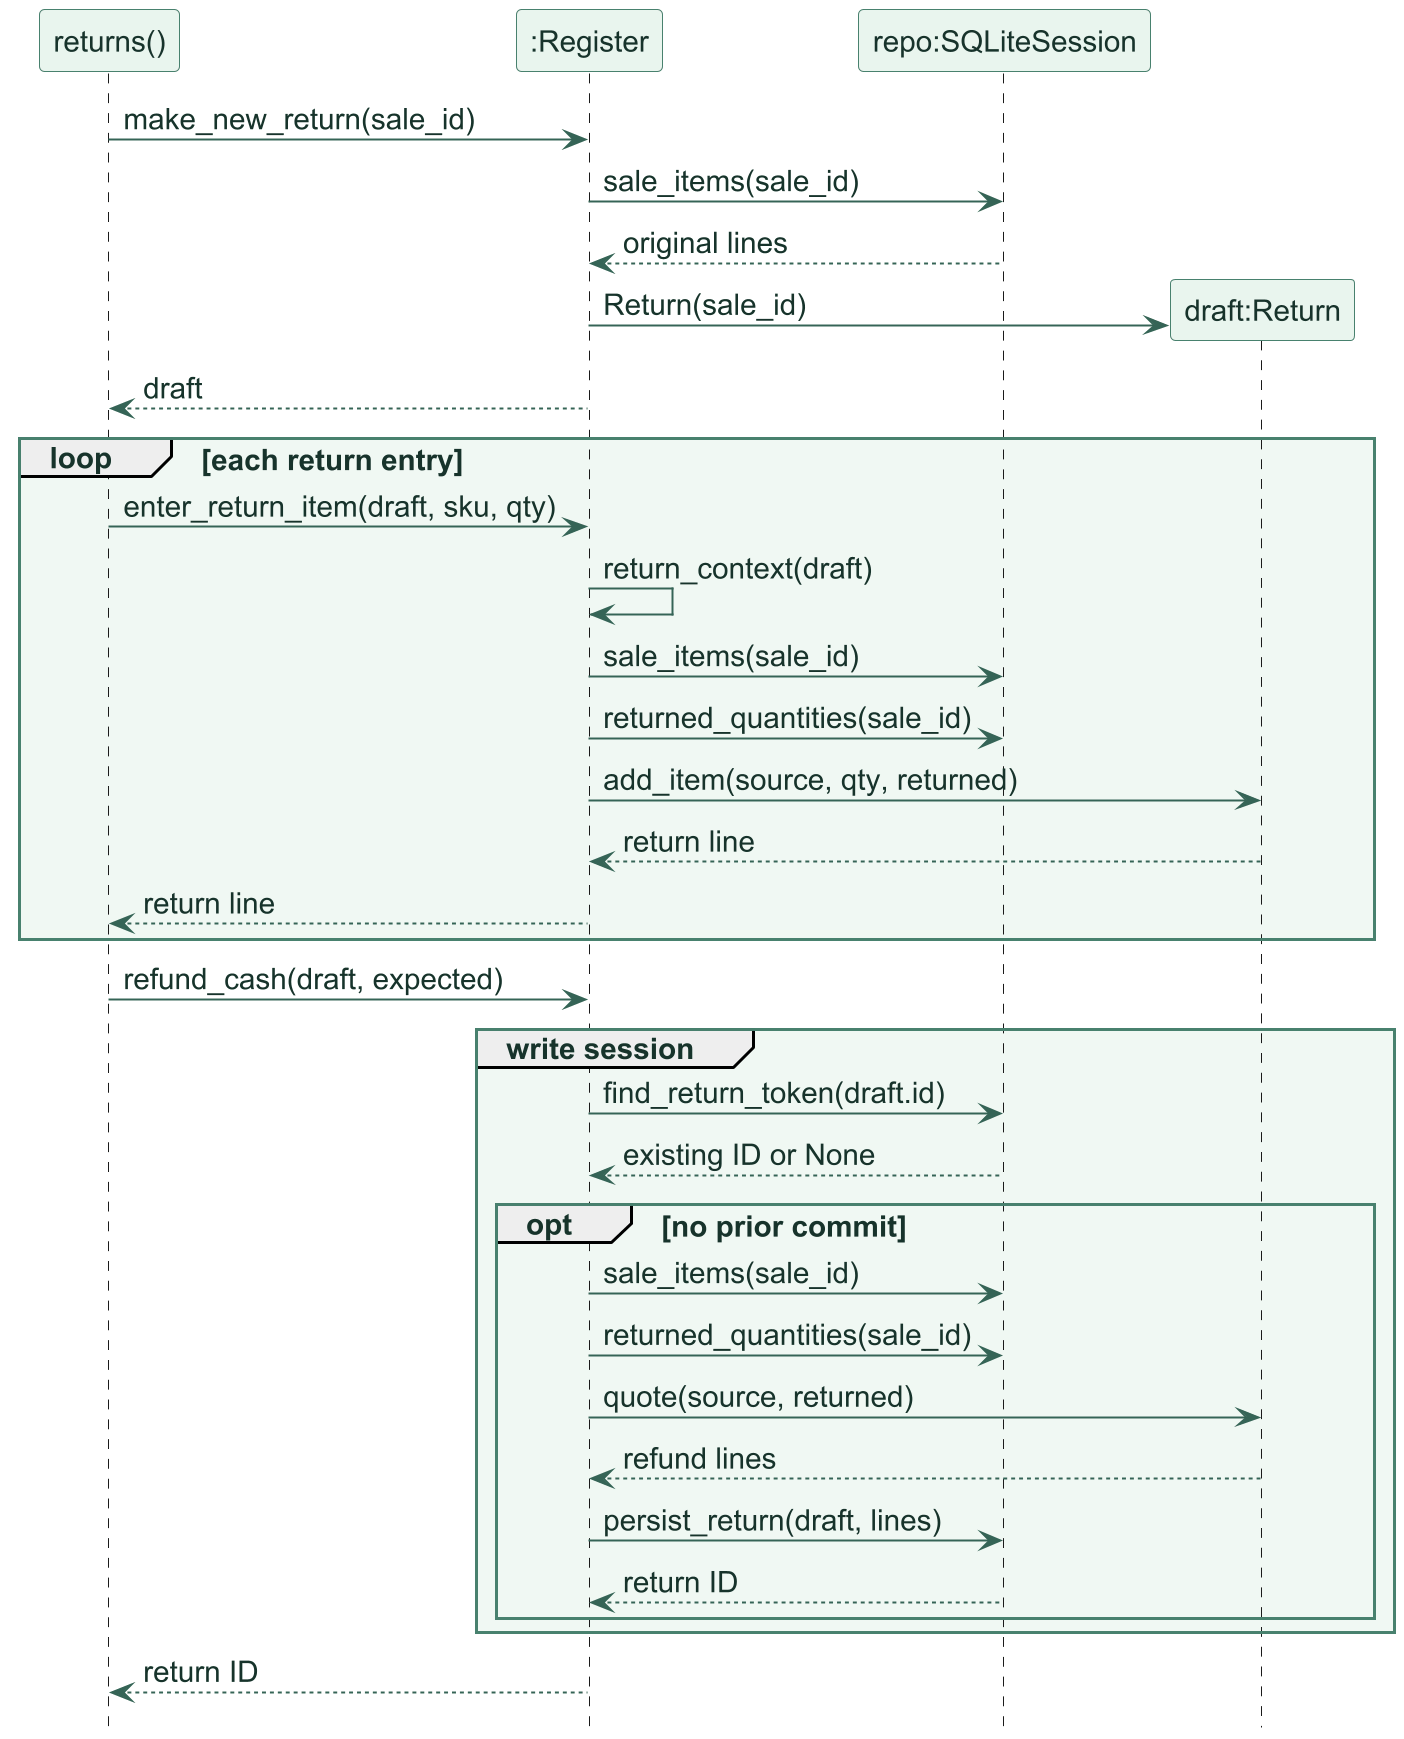 returns()
:Register
repo:SQLiteSession
make_new_return(sale_id)
sale_items(sale_id)
original lines
Return(sale_id)
draft:Return
draft
loop
[each return entry]
enter_return_item(draft, sku, qty)
return_context(draft)
sale_items(sale_id)
returned_quantities(sale_id)
add_item(source, qty, returned)
return line
return line
refund_cash(draft, expected)
write session
find_return_token(draft.id)
existing ID or None
opt
[no prior commit]
sale_items(sale_id)
returned_quantities(sale_id)
quote(source, returned)
refund lines
persist_return(draft, lines)
return ID
return ID